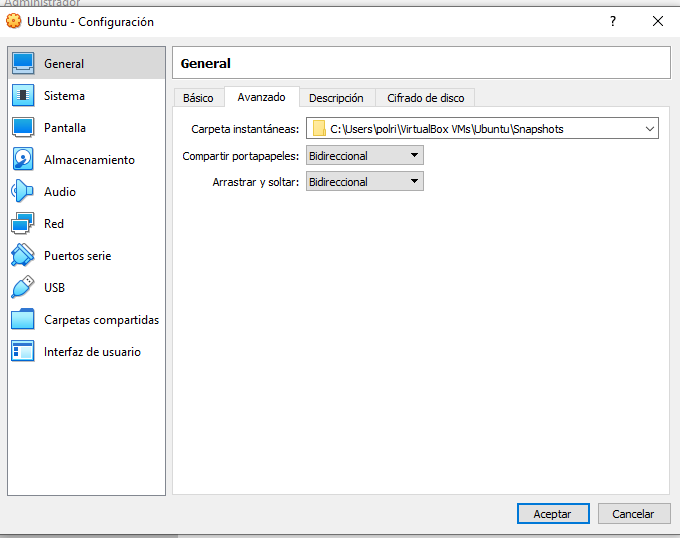 Administrador
Ubuntu - Configuración
?
General
Sistema
Pantalla
Almacenamiento
Audio
Red
Puertos serie
USB
Carpetas compartidas
Interfaz de usuario
General
Básico Avanzado Descripción Cifrado de disco
Carpeta instantáneas: C:\Users\polri\VirtualBox VMs\Ubuntu\Snapshots
Compartir portapapeles: Bidireccional
Arrastrar y soltar: Bidireccional
Aceptar Cancelar